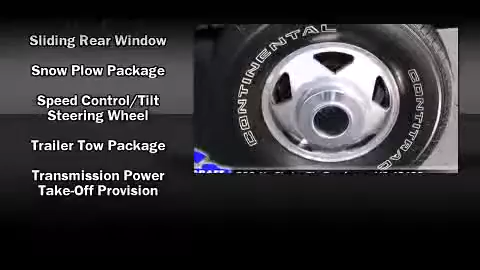 Sliding Rear Window
Snow Plow Package
Speed Control/Tilt
Steering Wheel
Trailer Tow Package
Transmission Power
Take-Off Provision
CONTINENTAL
CONTITRAC